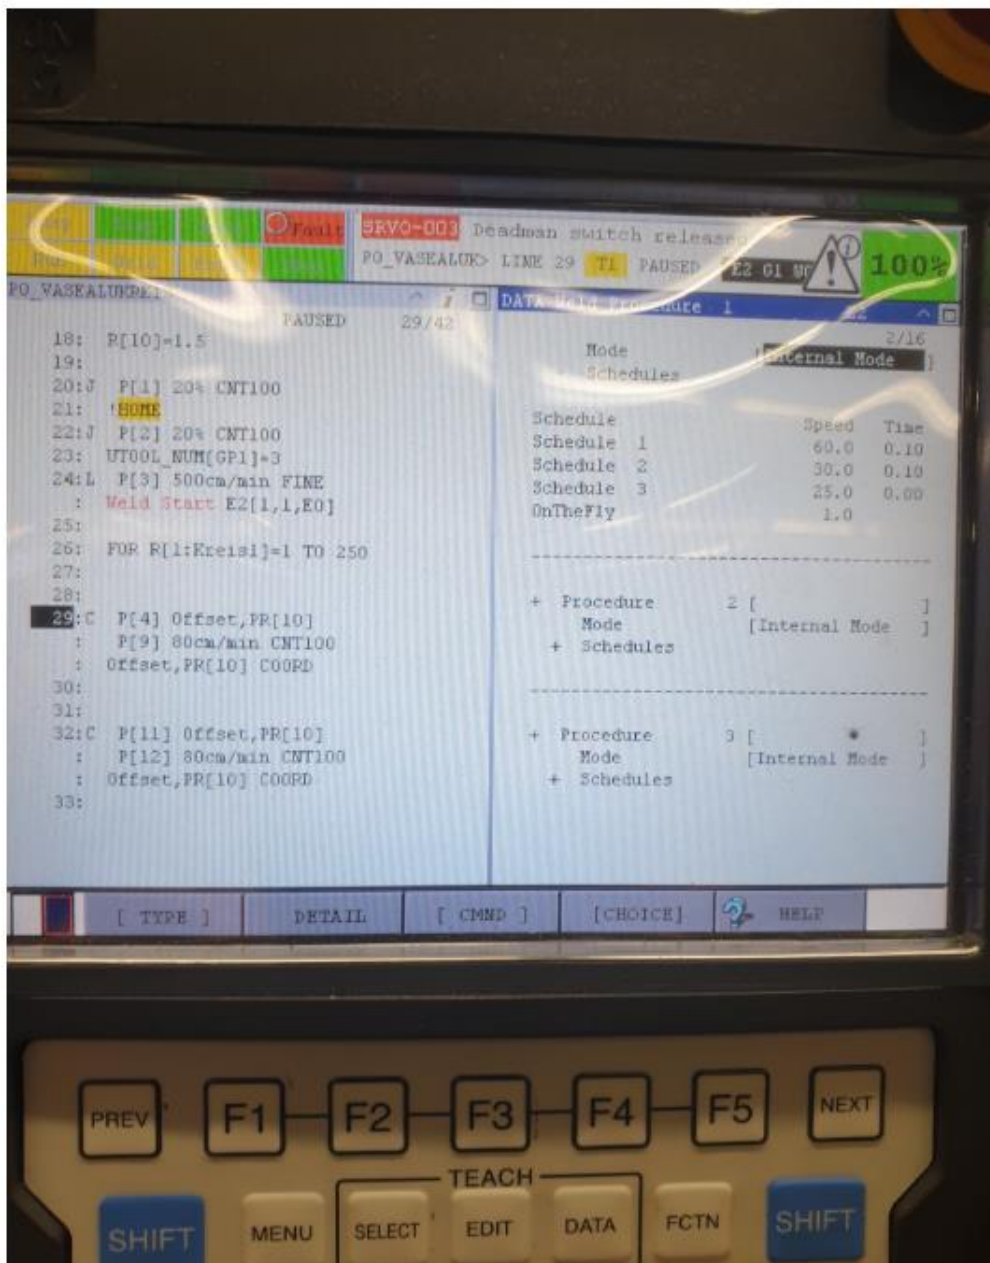 Fault
SRVO-003 Deadman switch released
PO_VASEALUK> LINE 29 T1 PAUSED E2 G1
100%
PAUSED 29/42
18: R[10]=1.5
19:
20:J P[1] 20% CNT100
21: !HOME
22:J P[2] 20% CNT100
23: UTOOL_NUM[GP1]=3
24:L P[3] 500cm/min FINE
: Weld Start E2[1,1,E0]
25:
26: FOR R[1:Kreis1]=1 TO 250
27:
28:
29:C P[4] Offset,PR[10]
: P[9] 80cm/min CNT100
: Offset,PR[10] COORD
30:
31:
32:C P[11] Offset,PR[10]
: P[12] 80cm/min CNT100
: Offset,PR[10] COORD
33:
DATA Weld Procedure 1
2/16
Mode [Internal Mode ]
Schedules
Schedule Speed Time
Schedule 1 60.0 0.10
Schedule 2 30.0 0.10
Schedule 3 25.0 0.00
OnTheFly 1.0
+ Procedure 2 [ ]
Mode [Internal Mode ]
+ Schedules
+ Procedure 3 [ * ]
Mode [Internal Mode ]
+ Schedules
[ TYPE ] DETAIL [ CMND ] [CHOICE] HELP
PREV F1 F2 F3 F4 F5 NEXT
TEACH
SHIFT MENU SELECT EDIT DATA FCTN SHIFT